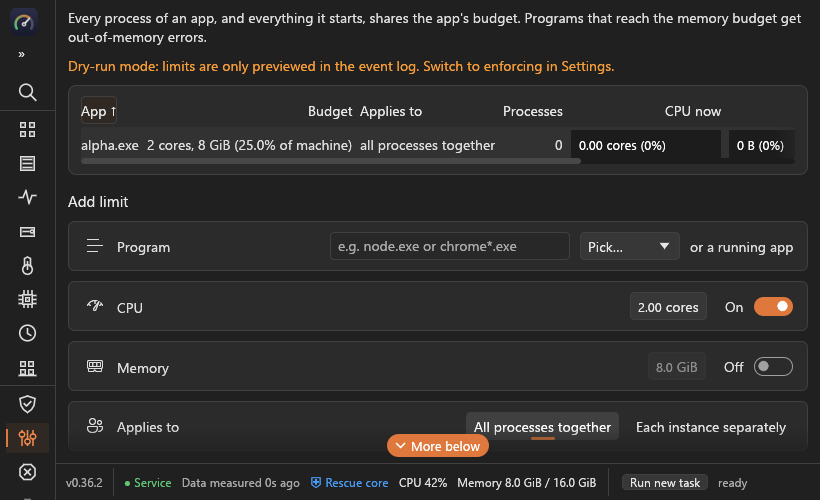 Every process of an app, and everything it starts, shares the app's budget. Programs that reach the memory budget get
out-of-memory errors.
Dry-run mode: limits are only previewed in the event log. Switch to enforcing in Settings.
App ↑ Budget Applies to Processes CPU now
alpha.exe 2 cores, 8 GiB (25.0% of machine) all processes together 0 0.00 cores (0%) 0 B (0%)
Add limit
Program e.g. node.exe or chrome*.exe Pick... or a running app
CPU 2.00 cores On
Memory 8.0 GiB Off
Applies to All processes together Each instance separately
More below
v0.36.2 Service Data measured 0s ago Rescue core CPU 42% Memory 8.0 GiB / 16.0 GiB Run new task ready